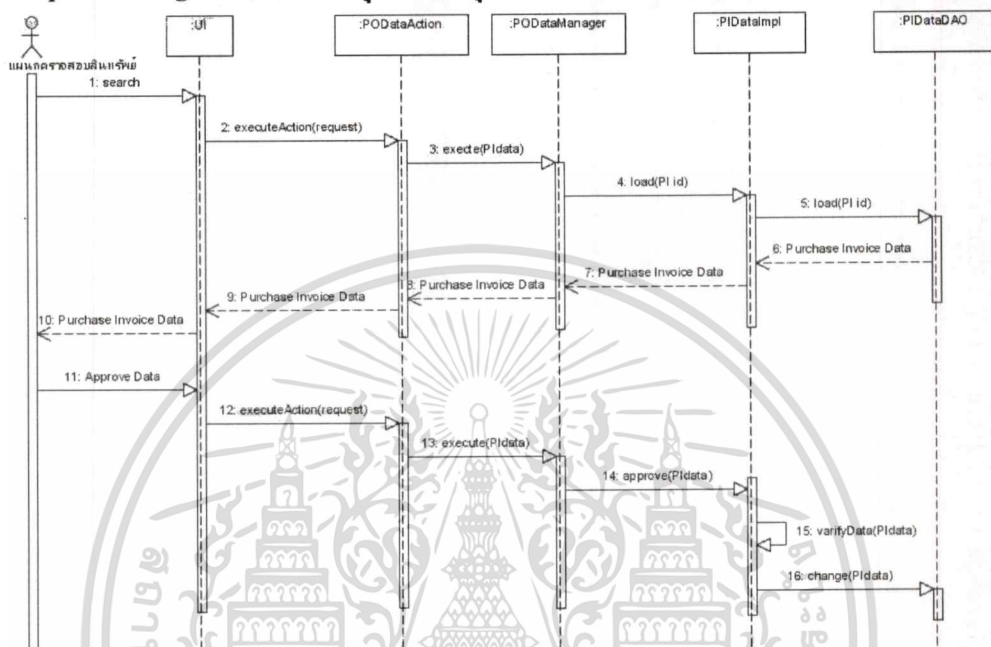 :UI
:PODataAction
:PODataManager
:PIDataImpl
:PIDataDAO
แผนกตรวจสอบสินทรัพย์
1: search
2: executeAction(request)
3: execte(PIdata)
4: load(PI id)
5: load(PI id)
6: Purchase Invoice Data
7: Purchase Invoice Data
8: Purchase Invoice Data
9: Purchase Invoice Data
10: Purchase Invoice Data
11: Approve Data
12: executeAction(request)
13: execute(PIdata)
14: approve(PIdata)
15: varifyData(PIdata)
16: change(PIdata)